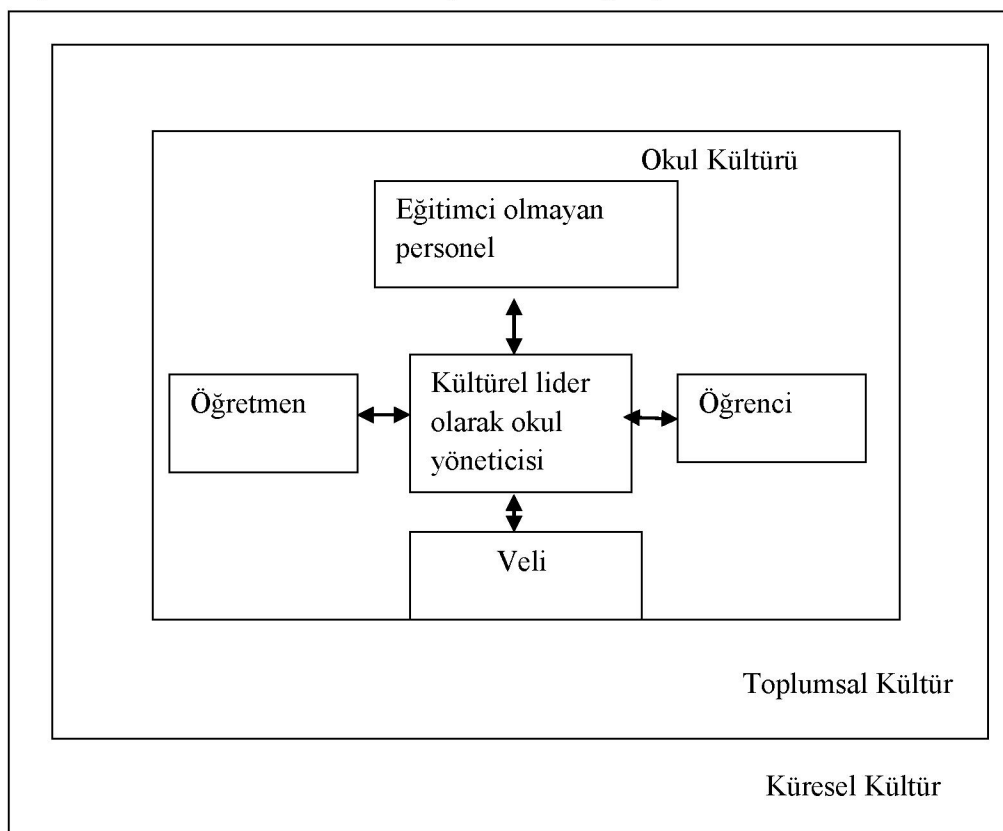 Okul Kültürü
Eğitimci olmayan
personel
Öğretmen
Kültürel lider
olarak okul
yöneticisi
Öğrenci
Veli
Toplumsal Kültür
Küresel Kültür